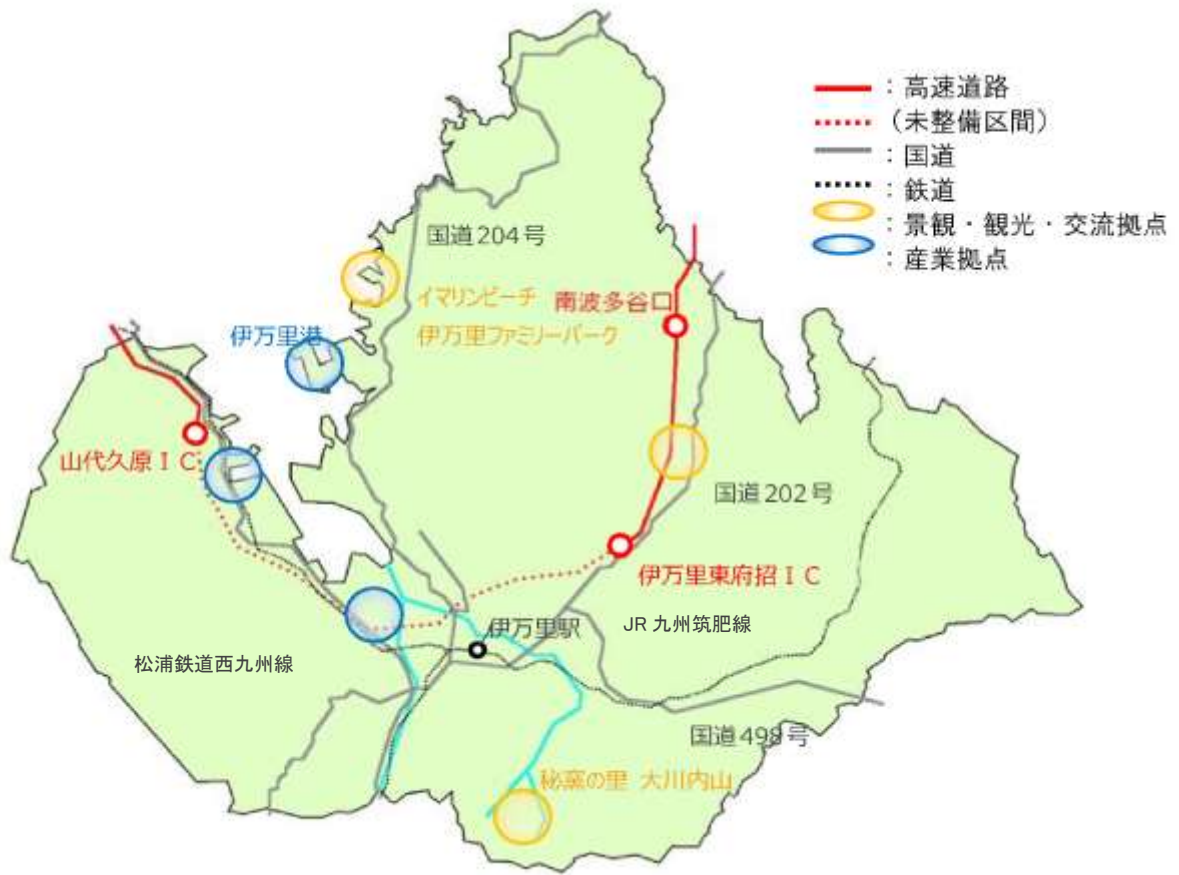 ：高速道路
（未整備区間）
：国道
：鉄道
：景観・観光・交流拠点
：産業拠点
国道204号
イマリンビーチ
伊万里ファミリーパーク
南波多谷口
伊万里港
山代久原ＩＣ
国道202号
伊万里東府招ＩＣ
伊万里駅
JR 九州筑肥線
松浦鉄道西九州線
国道498号
秘窯の里 大川内山